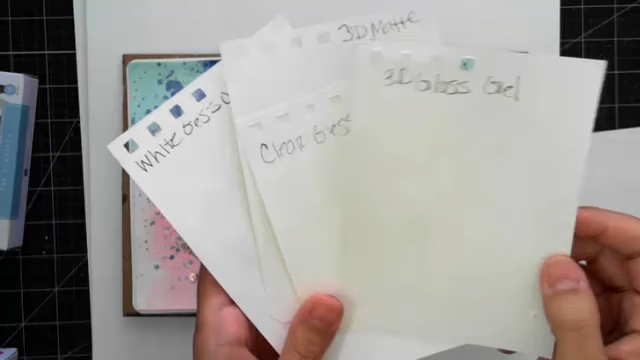 3D Matte
3D Gloss Gel
White Gesso
Clear Gesso